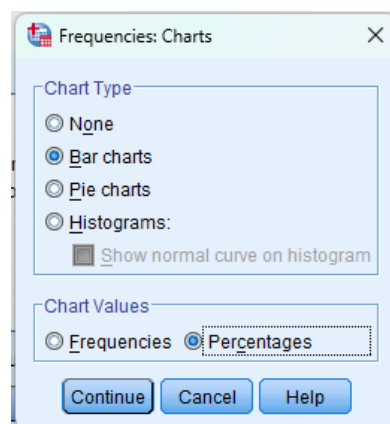 Frequencies: Charts
Chart Type
None
Bar charts
Pie charts
Histograms:
Show normal curve on histogram
Chart Values
Frequencies Percentages
Continue Cancel Help